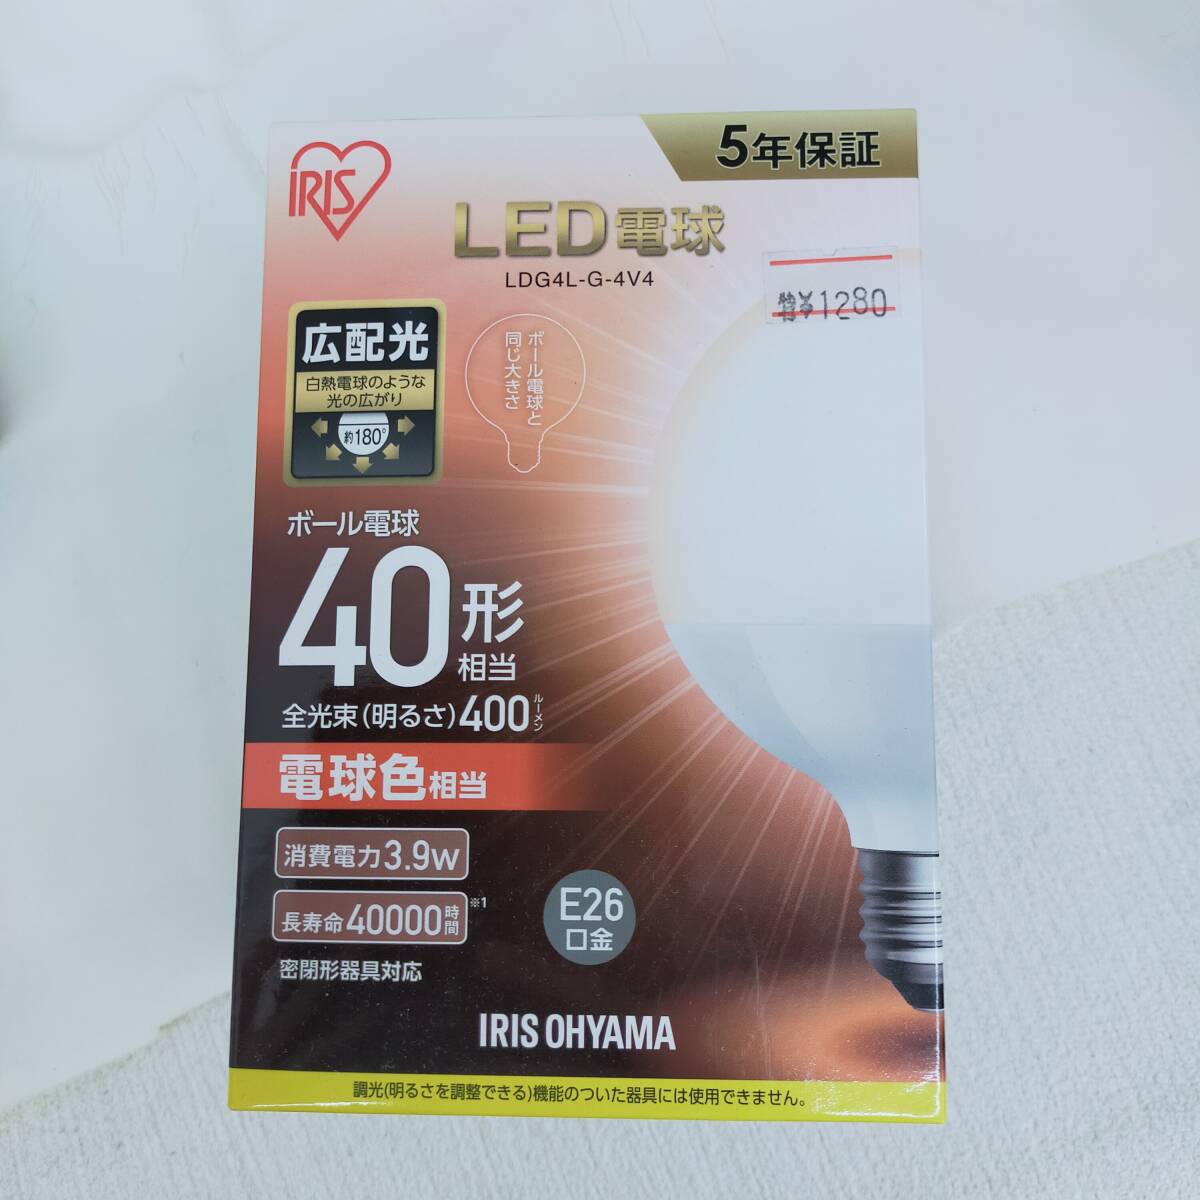 IRIS
5年保証
LED電球
LDG4L-G-4V4
¥1280
広配光
白熱電球のような
光の広がり
約180°
ボール電球と
同じ大きさ
ボール電球
40形
相当
全光束(明るさ)400ルーメン
電球色相当
消費電力3.9W
長寿命40000時間※1
E26
口金
密閉形器具対応
IRIS OHYAMA
調光(明るさを調整できる)機能のついた器具には使用できません。